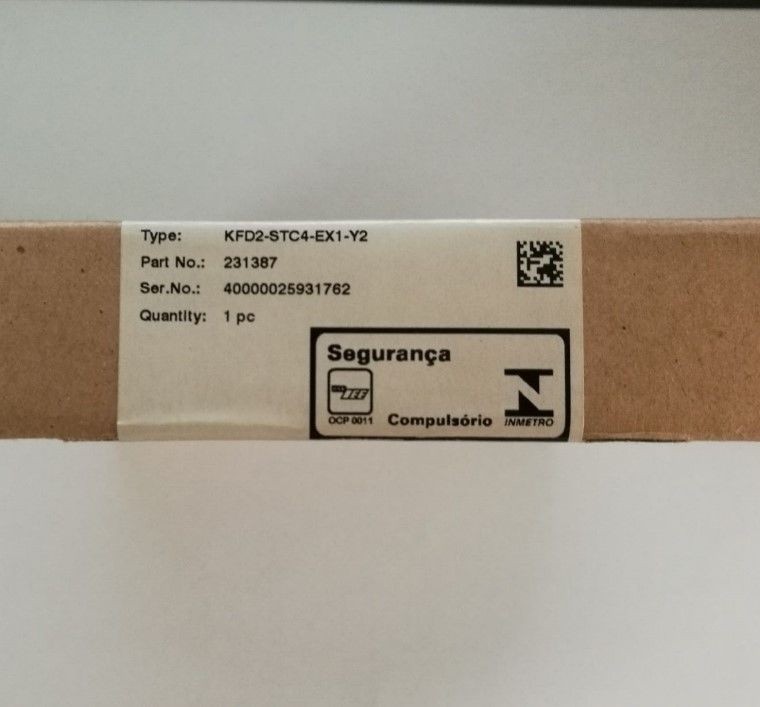 Type: KFD2-STC4-EX1-Y2
Part No.: 231387
Ser.No.: 40000025931762
Quantity: 1 pc
Segurança
OCP 0011
Compulsório
INMETRO